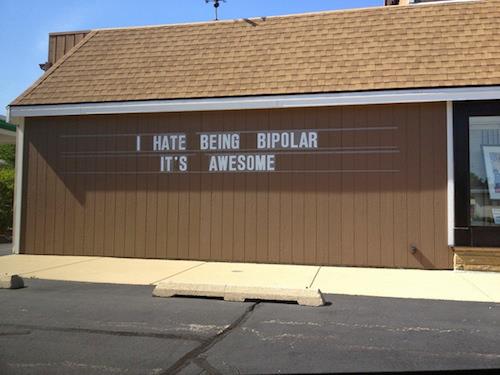 I HATE BEING BIPOLAR
IT'S AWESOME